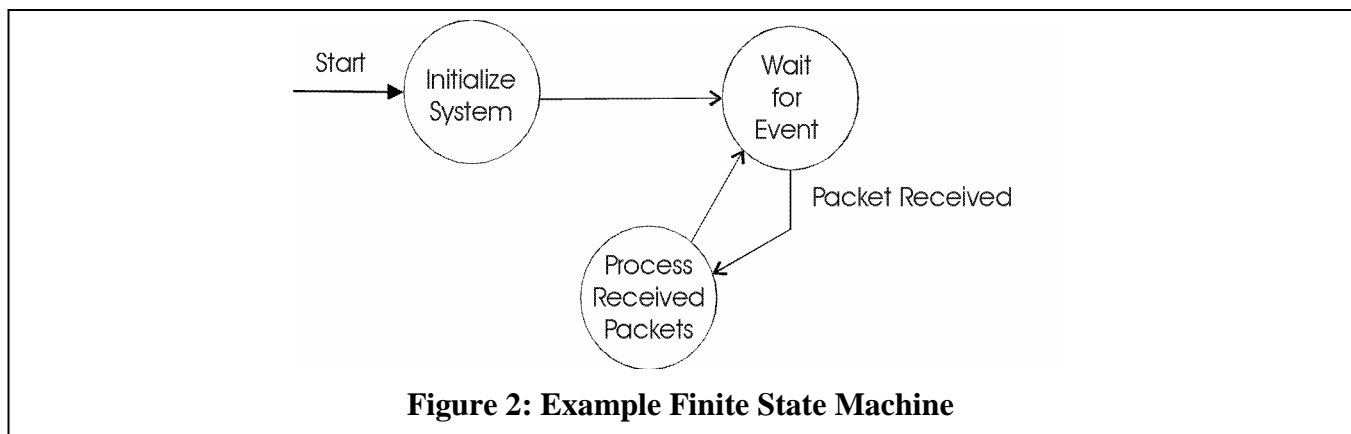 Start
Initialize
System
Wait
for
Event
Packet Received
Process
Received
Packets
Figure 2: Example Finite State Machine